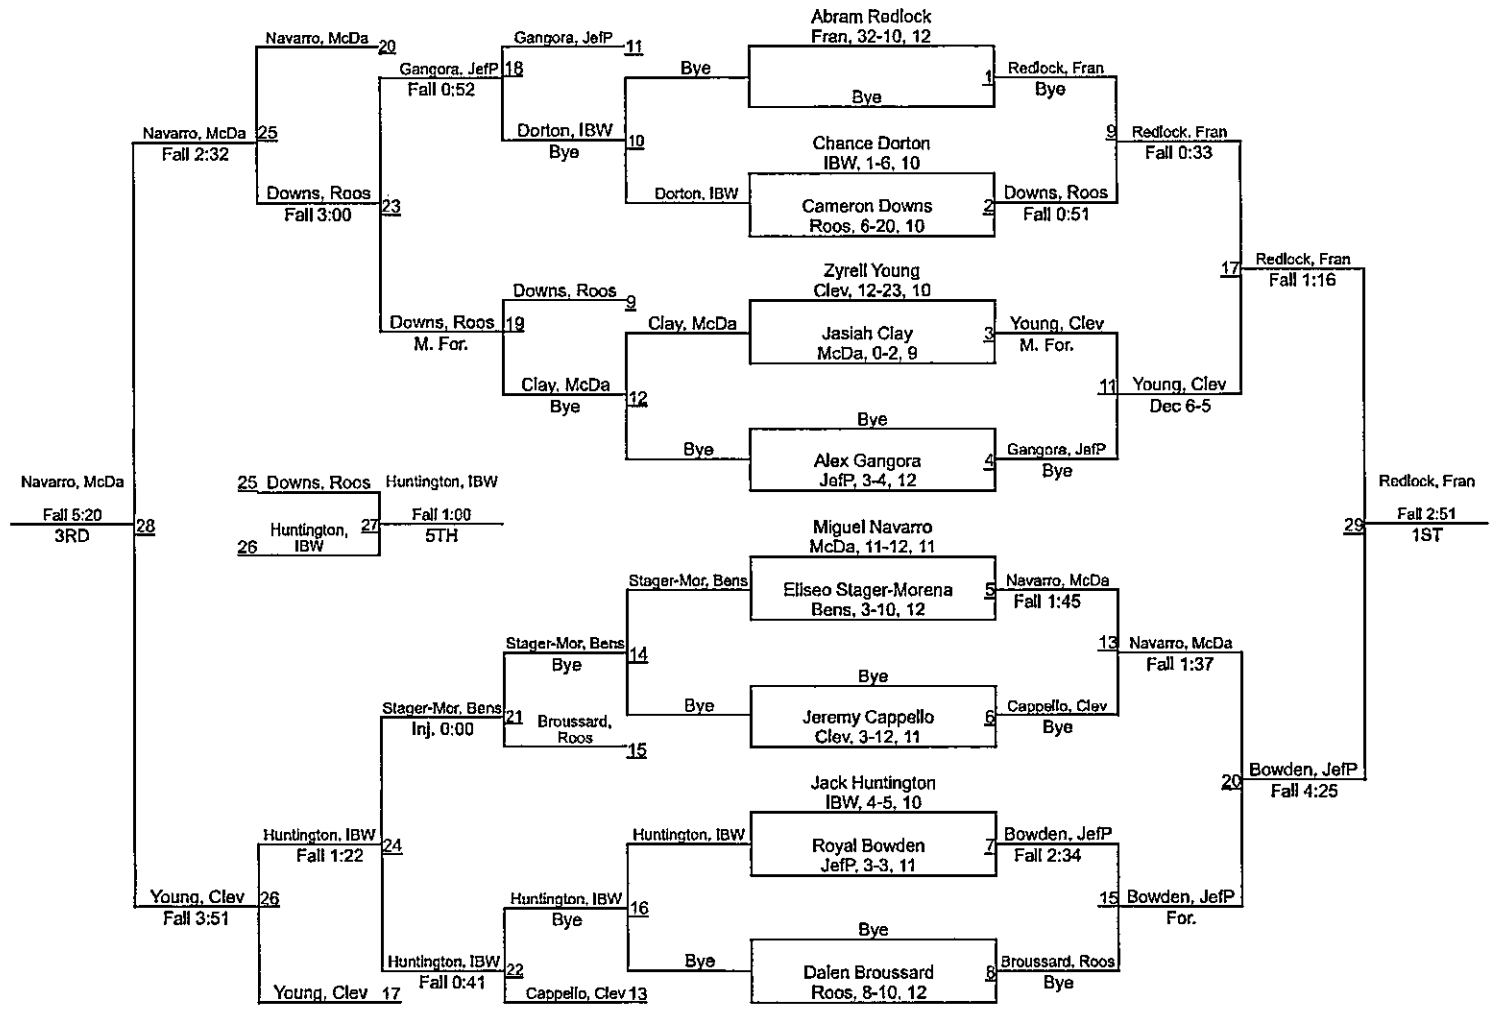 Abram Redlock
Fran, 32-10, 12
Navarro, McDa
20
Gangora, JefP
11
Gangora, JefP
18
Fall 0:52
Bye
1
Redlock, Fran
Bye
Bye
Navarro, McDa
25
Fall 2:32
Dorton, IBW
10
Bye
Chance Dorton
IBW, 1-6, 10
9
Redlock, Fran
Fall 0:33
Downs, Roos
23
Fall 3:00
Dorton, IBW
Cameron Downs
Roos, 6-20, 10
2
Downs, Roos
Fall 0:51
Zyrell Young
Clev, 12-23, 10
17
Redlock, Fran
Fall 1:16
Downs, Roos
9
Downs, Roos
19
M. For.
Clay, McDa
Jasiah Clay
McDa, 0-2, 9
3
Young, Clev
M. For.
Clay, McDa
12
Bye
11
Young, Clev
Dec 6-5
Bye
Bye
Alex Gangora
JefP, 3-4, 12
4
Gangora, JefP
Bye
Navarro, McDa
Fall 5:20
3RD
28
25
Downs, Roos
Huntington,
IBW
26
27
Huntington, IBW
Fall 1:00
5TH
Redlock, Fran
29
Fall 2:51
1ST
Miguel Navarro
McDa, 11-12, 11
Stager-Mor, Bens
Eliseo Stager-Morena
Bens, 3-10, 12
5
Navarro, McDa
Fall 1:45
Stager-Mor, Bens
14
Bye
13
Navarro, McDa
Fall 1:37
Bye
Bye
Jeremy Cappello
Clev, 3-12, 11
6
Cappello, Clev
Bye
Stager-Mor, Bens
21
Inj. 0:00
Broussard,
Roos
15
Jack Huntington
IBW, 4-5, 10
20
Bowden, JefP
Fall 4:25
Huntington, IBW
24
Fall 1:22
Huntington, IBW
Royal Bowden
JefP, 3-3, 11
7
Bowden, JefP
Fall 2:34
Young, Clev
26
Fall 3:51
Huntington, IBW
16
Bye
15
Bowden, JefP
For.
Bye
Huntington, IBW
22
Fall 0:41
Bye
Dalen Broussard
Roos, 8-10, 12
8
Broussard, Roos
Bye
Young, Clev
17
Cappello, Clev
13